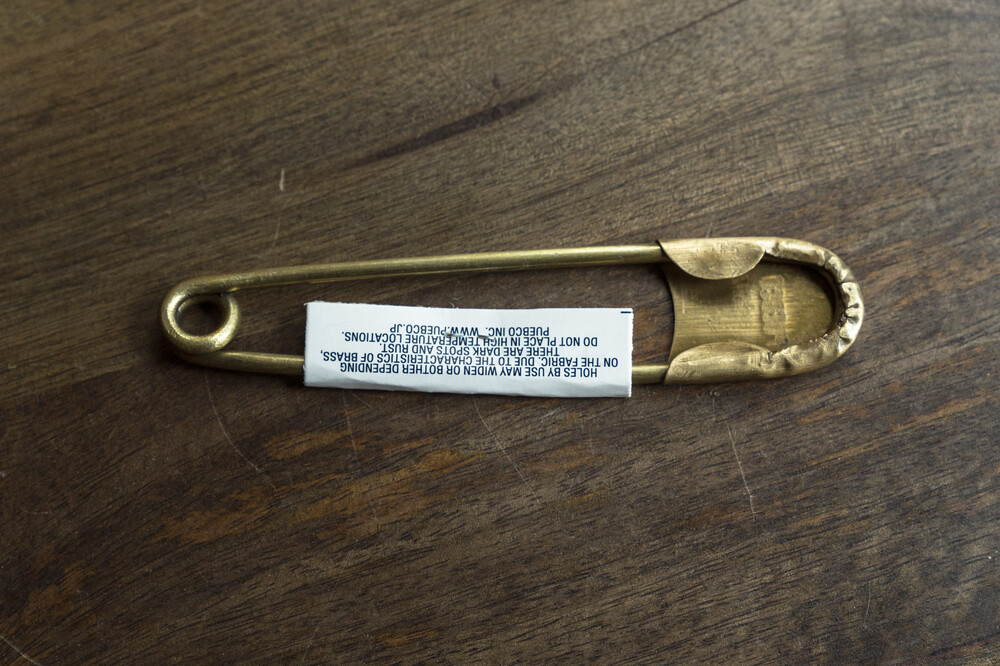 HOLES BY USE MAY WIDEN OR BOTHER DEPENDING
ON THE FABRIC. DUE TO THE CHARACTERISTICS OF BRASS,
THERE ARE DARK SPOTS AND RUST.
DO NOT PLACE IN HIGH TEMPERATURE LOCATIONS.
PUEBCO INC. WWW.PUEBCO.JP